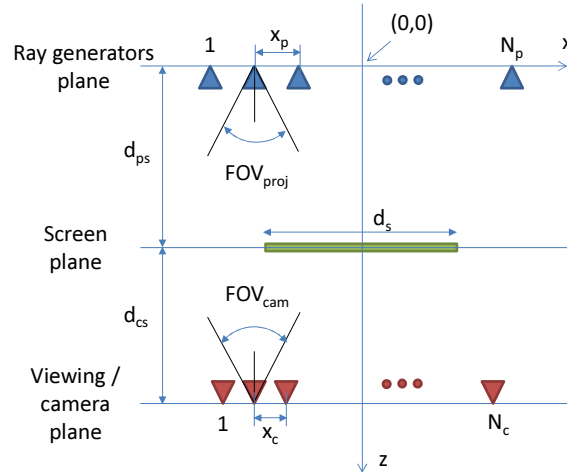 (0,0)
x
1
x_p
N_p
Ray generators
plane
d_ps
FOV_proj
d_s
Screen
plane
FOV_cam
d_cs
Viewing /
camera
plane
1
x_c
N_c
z